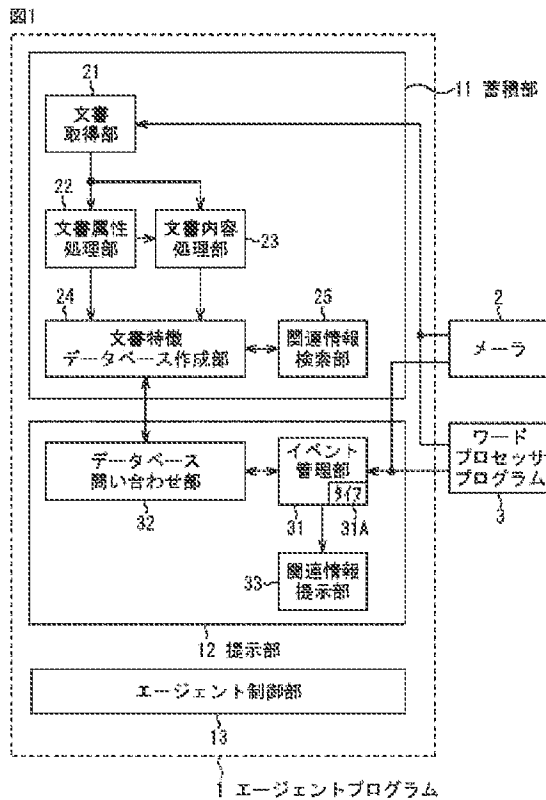 図1
21
文書
取得部
11 蓄積部
22
文書属性
処理部
文書内容
処理部
23
24
文書特徴
データベース作成部
25
関連情報
検索部
2
メーラ
データベース
問い合わせ部
32
イベント
管理部
タイマ
31
31A
ワード
プロセッサ
プログラム
3
33
関連情報
提示部
12 提示部
エージェント制御部
13
1 エージェントプログラム